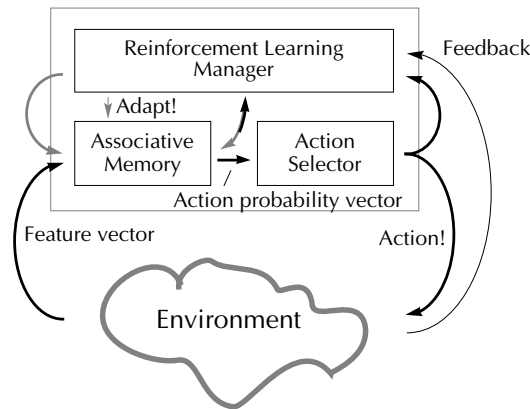 Reinforcement Learning
Manager
Feedback
Adapt!
Associative
Memory
Action
Selector
Action probability vector
Feature vector
Action!
Environment